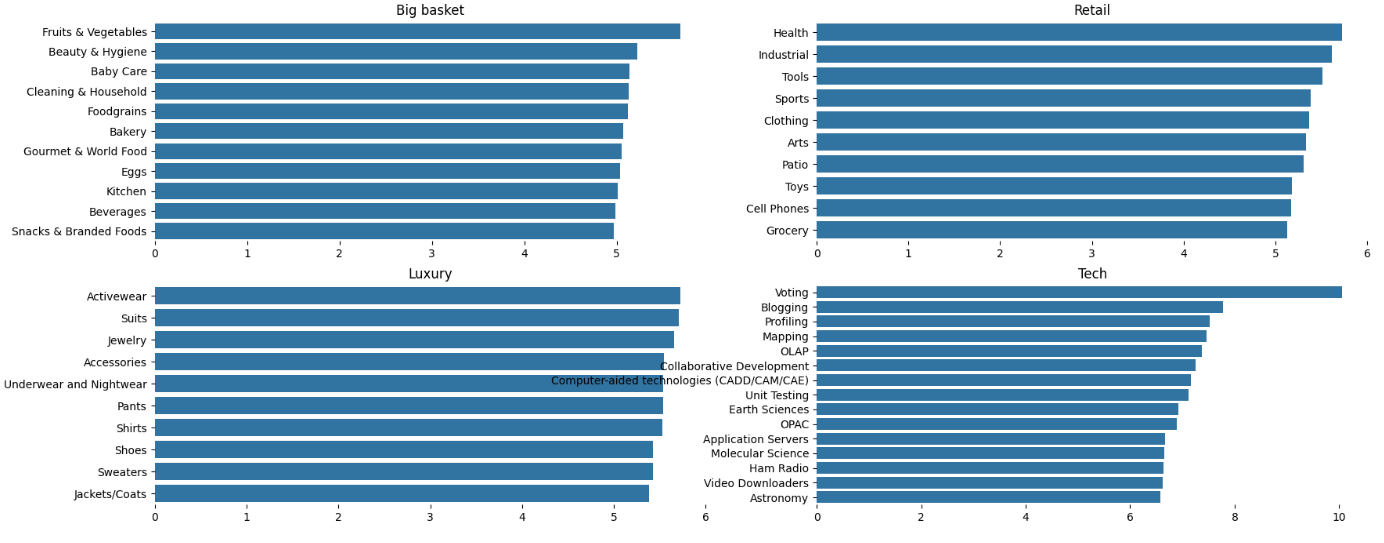 Big basket
Fruits & Vegetables
Beauty & Hygiene
Baby Care
Cleaning & Household
Foodgrains
Bakery
Gourmet & World Food
Eggs
Kitchen
Beverages
Snacks & Branded Foods
0 1 2 3 4 5
Retail
Health
Industrial
Tools
Sports
Clothing
Arts
Patio
Toys
Cell Phones
Grocery
0 1 2 3 4 5 6
Luxury
Activewear
Suits
Jewelry
Accessories
Underwear and Nightwear
Pants
Shirts
Shoes
Sweaters
Jackets/Coats
0 1 2 3 4 5 6
Tech
Voting
Blogging
Profiling
Mapping
OLAP
Collaborative Development
Computer-aided technologies (CADD/CAM/CAE)
Unit Testing
Earth Sciences
OPAC
Application Servers
Molecular Science
Ham Radio
Video Downloaders
Astronomy
0 2 4 6 8 10